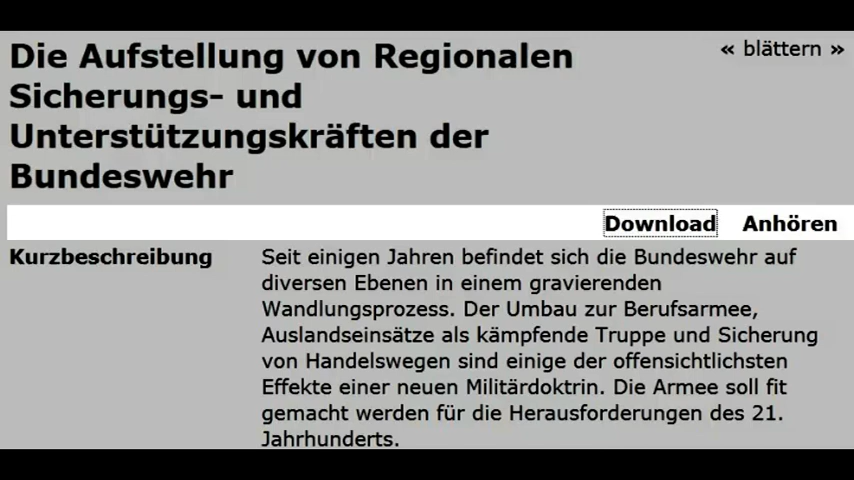 Die Aufstellung von Regionalen
Sicherungs- und
Unterstützungskräften der
Bundeswehr
« blättern »
Download Anhören
Kurzbeschreibung
Seit einigen Jahren befindet sich die Bundeswehr auf
diversen Ebenen in einem gravierenden
Wandlungsprozess. Der Umbau zur Berufsarmee,
Auslandseinsätze als kämpfende Truppe und Sicherung
von Handelswegen sind einige der offensichtlichsten
Effekte einer neuen Militärdoktrin. Die Armee soll fit
gemacht werden für die Herausforderungen des 21.
Jahrhunderts.